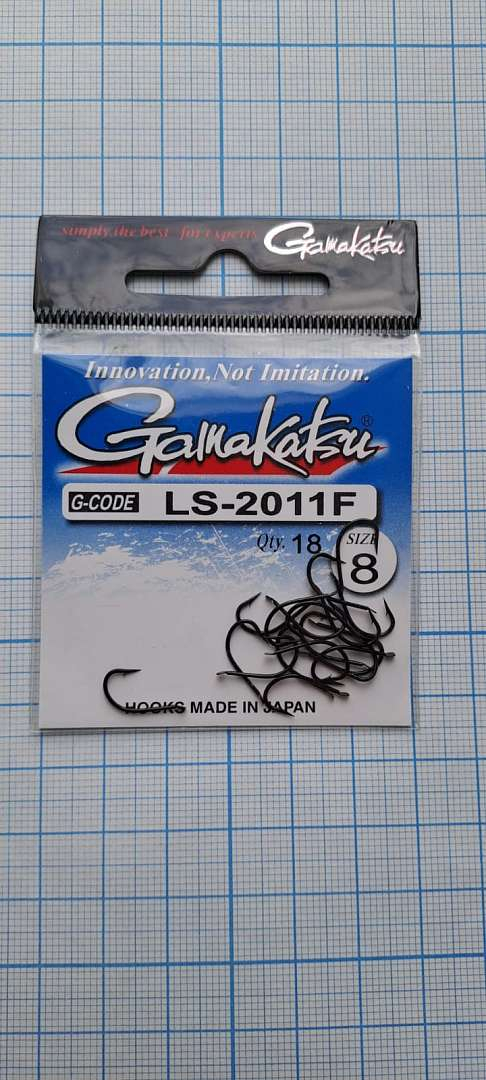 simply the best for experts Gamakatsu
Innovation, Not Imitation.
Gamakatsu®
G-CODE LS-2011F
Qty. 18 SIZE 8
HOOKS MADE IN JAPAN